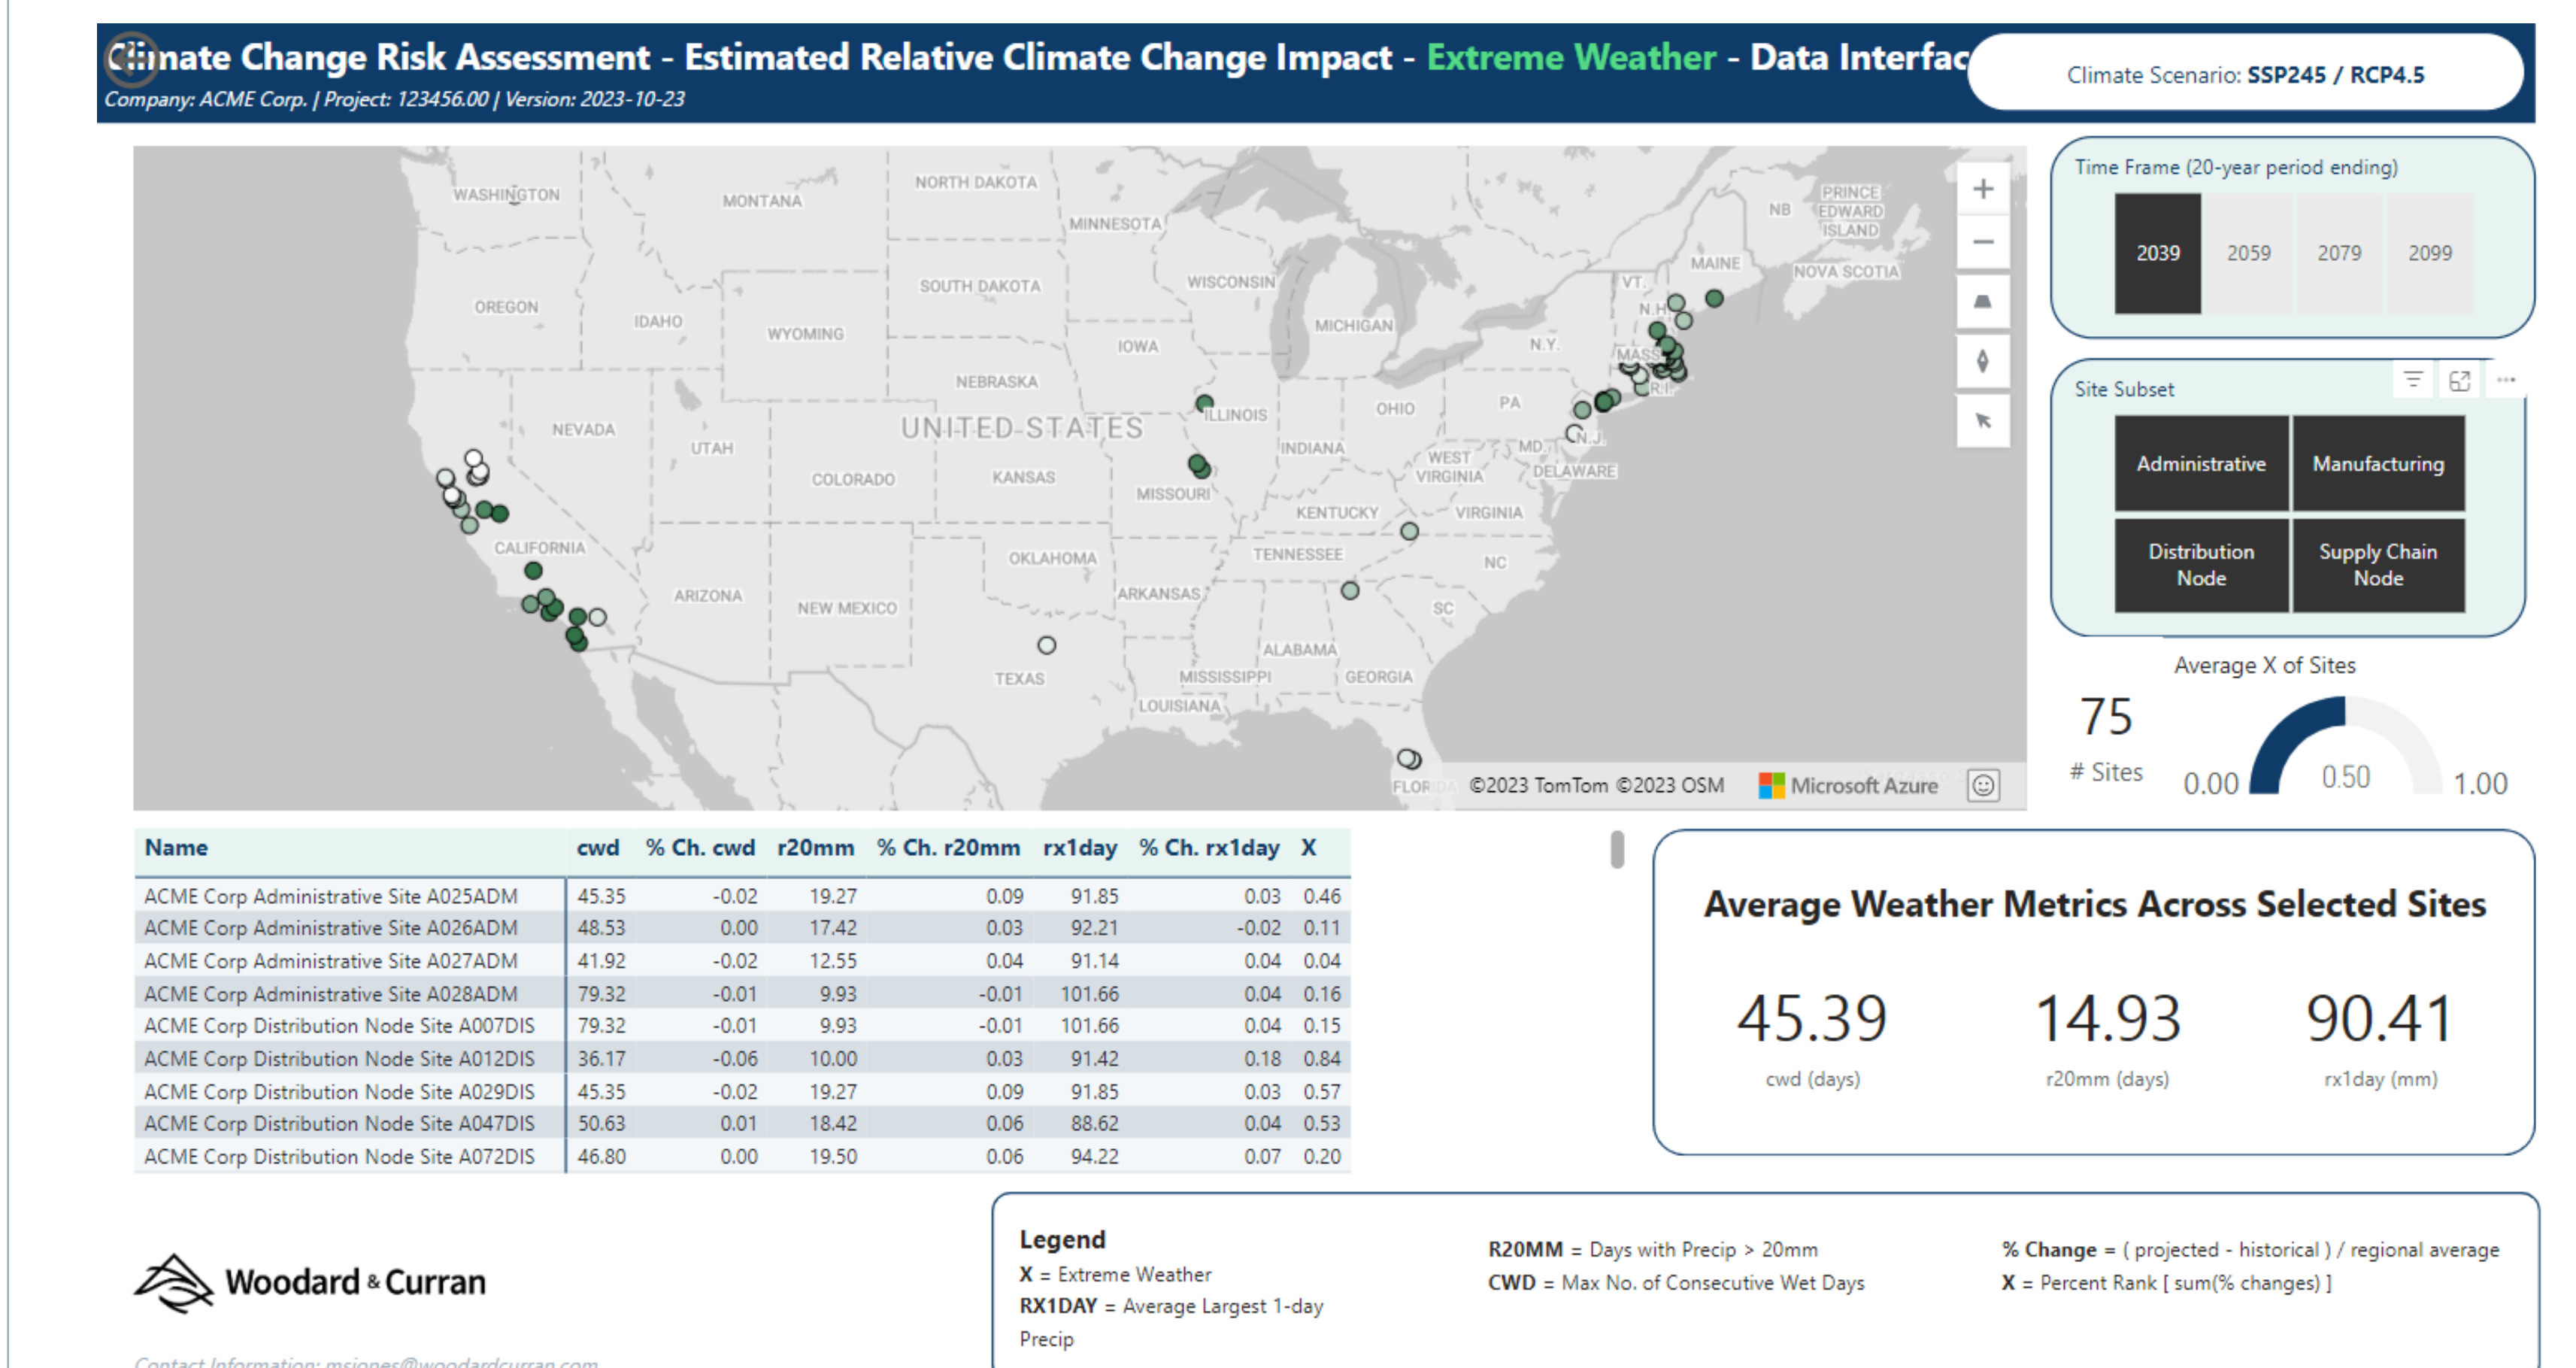 Climate Change Risk Assessment - Estimated Relative Climate Change Impact - Extreme Weather - Data Interfac
Company: ACME Corp. | Project: 123456.00 | Version: 2023-10-23
Climate Scenario: SSP245 / RCP4.5
WASHINGTON
MONTANA
NORTH DAKOTA
MINNESOTA
PRINCE
EDWARD
ISLAND
NB
OREGON
IDAHO
WYOMING
SOUTH DAKOTA
WISCONSIN
MICHIGAN
VT.
MAINE
NOVA SCOTIA
N.H
N.Y.
MASS
R.I.
IOWA
NEBRASKA
NEVADA
UTAH
UNITED STATES
ILLINOIS
OHIO
PA
N.J.
COLORADO
KANSAS
MISSOURI
INDIANA
WEST
VIRGINIA
MD.
DELAWARE
KENTUCKY
VIRGINIA
CALIFORNIA
OKLAHOMA
TENNESSEE
NC
ARIZONA
NEW MEXICO
ARKANSAS
SC
TEXAS
ALABAMA
MISSISSIPPI
GEORGIA
LOUISIANA
FLORIDA
©2023 TomTom ©2023 OSM
Microsoft Azure
Time Frame (20-year period ending)
2039 2059 2079 2099
Site Subset
Administrative
Manufacturing
Distribution
Node
Supply Chain
Node
Average X of Sites
75
# Sites
0.00 0.50 1.00
Name cwd % Ch. cwd r20mm % Ch. r20mm rx1day % Ch. rx1day X
ACME Corp Administrative Site A025ADM 45.35 -0.02 19.27 0.09 91.85 0.03 0.46
ACME Corp Administrative Site A026ADM 48.53 0.00 17.42 0.03 92.21 -0.02 0.11
ACME Corp Administrative Site A027ADM 41.92 -0.02 12.55 0.04 91.14 0.04 0.04
ACME Corp Administrative Site A028ADM 79.32 -0.01 9.93 -0.01 101.66 0.04 0.16
ACME Corp Distribution Node Site A007DIS 79.32 -0.01 9.93 -0.01 101.66 0.04 0.15
ACME Corp Distribution Node Site A012DIS 36.17 -0.06 10.00 0.03 91.42 0.18 0.84
ACME Corp Distribution Node Site A029DIS 45.35 -0.02 19.27 0.09 91.85 0.03 0.57
ACME Corp Distribution Node Site A047DIS 50.63 0.01 18.42 0.06 88.62 0.04 0.53
ACME Corp Distribution Node Site A072DIS 46.80 0.00 19.50 0.06 94.22 0.07 0.20
Average Weather Metrics Across Selected Sites
45.39 14.93 90.41
cwd (days) r20mm (days) rx1day (mm)
Woodard & Curran
Contact Information: msjones@woodardcurran.com
Legend
X = Extreme Weather
RX1DAY = Average Largest 1-day
Precip
R20MM = Days with Precip > 20mm
CWD = Max No. of Consecutive Wet Days
% Change = ( projected - historical ) / regional average
X = Percent Rank [ sum(% changes) ]